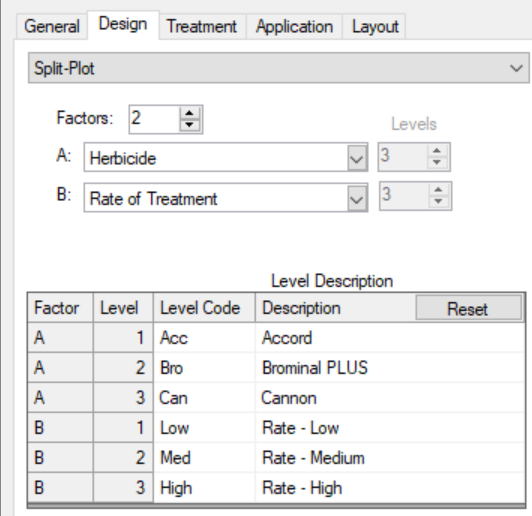 General Design Treatment Application Layout
Split-Plot
Factors: 2
Levels
A: Herbicide 3
B: Rate of Treatment 3
Level Description
Factor Level Level Code Description Reset
A 1 Acc Accord
A 2 Bro Brominal PLUS
A 3 Can Cannon
B 1 Low Rate - Low
B 2 Med Rate - Medium
B 3 High Rate - High